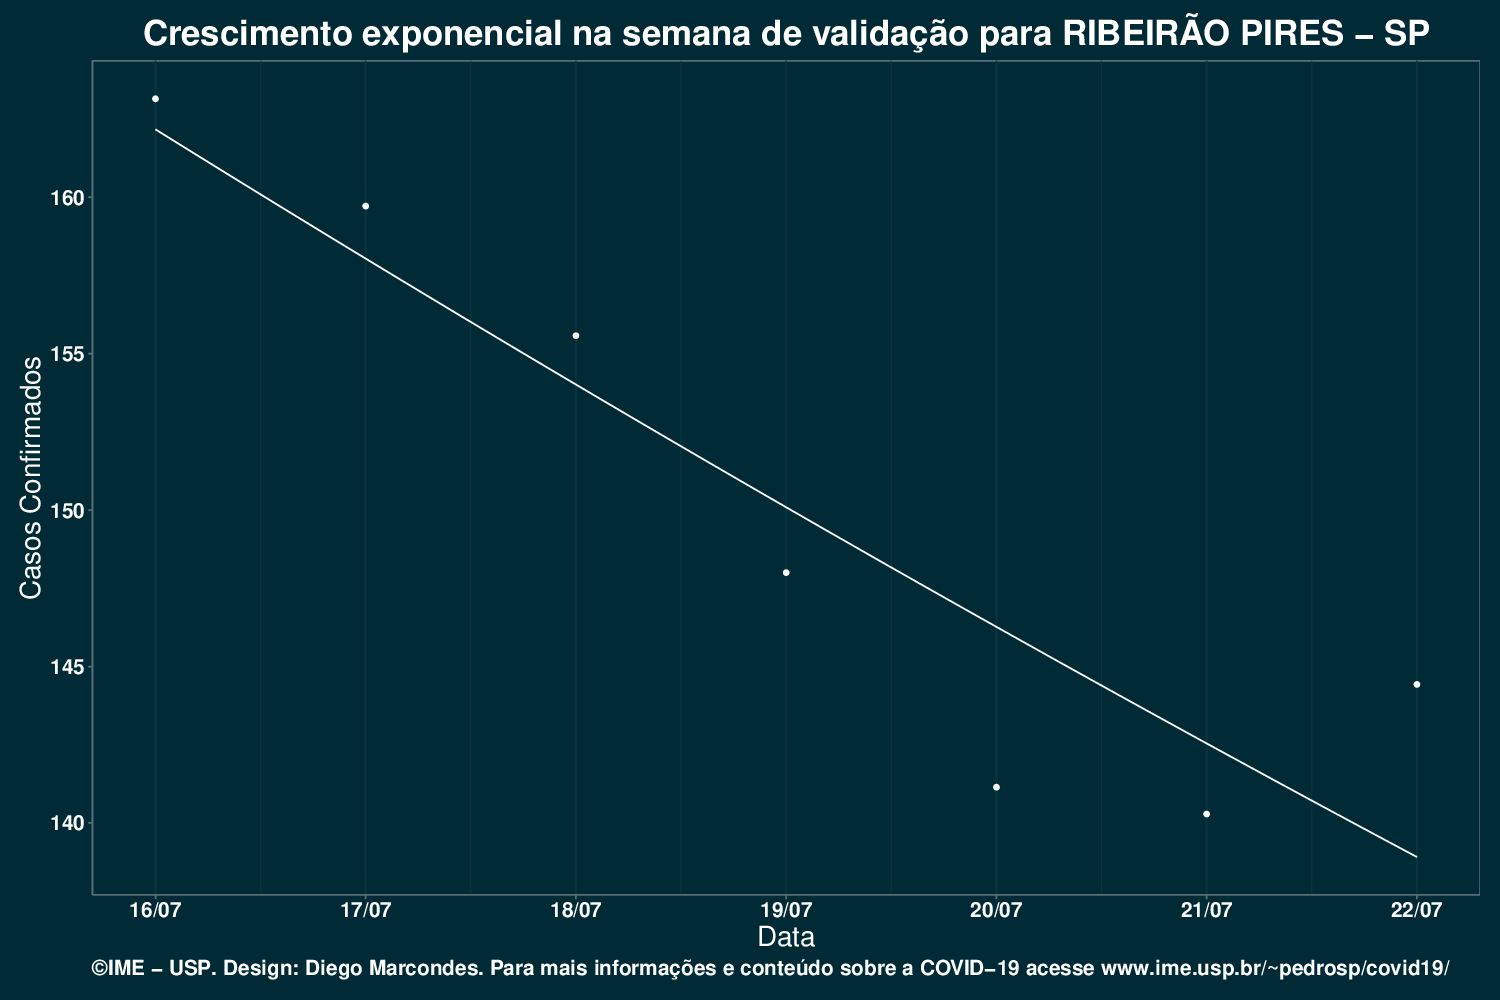 Crescimento exponencial na semana de validação para RIBEIRÃO PIRES – SP
Casos Confirmados
160
155
150
145
140
16/07 17/07 18/07 19/07 20/07 21/07 22/07
Data
©IME – USP. Design: Diego Marcondes. Para mais informações e conteúdo sobre a COVID–19 acesse www.ime.usp.br/~pedrosp/covid19/